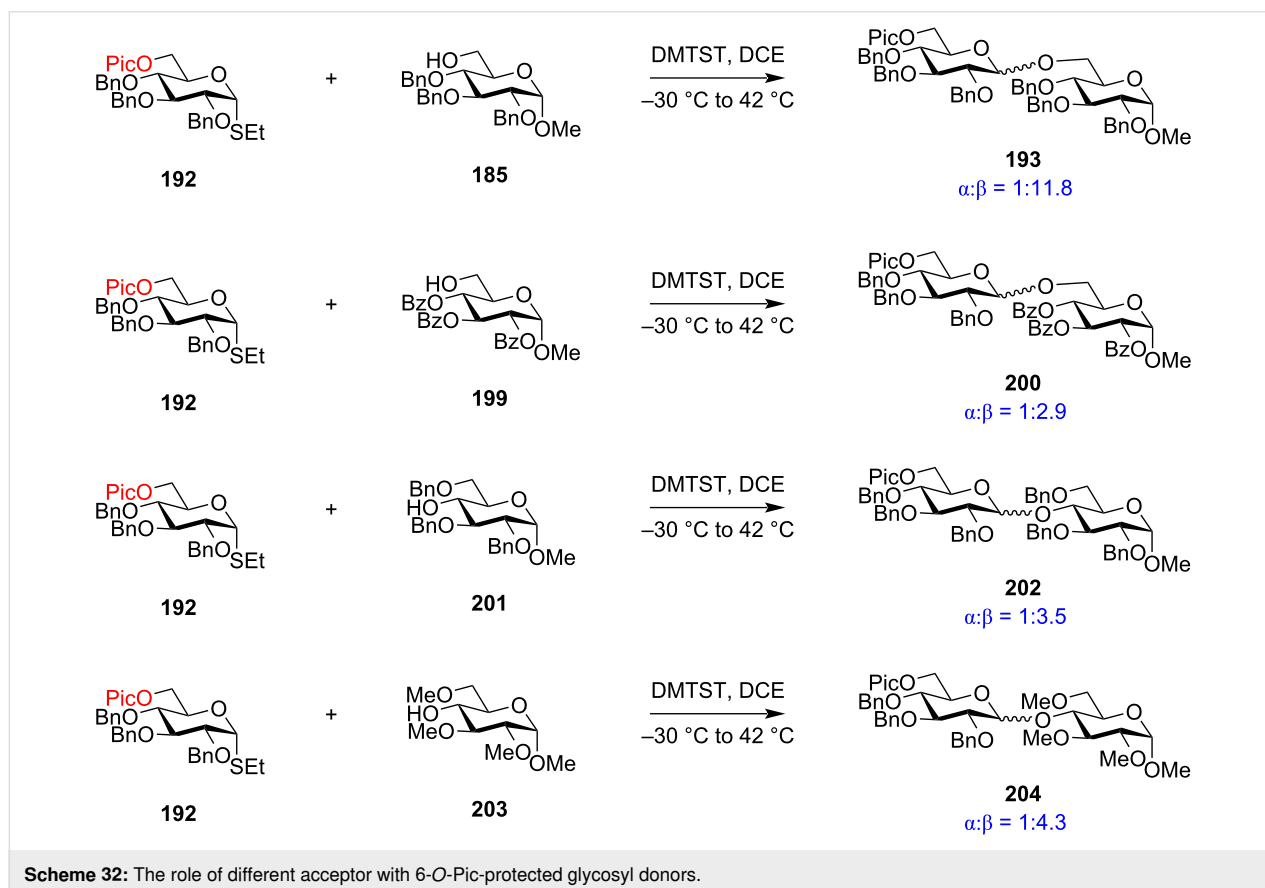 PicO
O
BnO
BnO
BnO
SEt
192
+
HO
O
BnO
BnO
BnO
OMe
185
DMTST, DCE
–30 °C to 42 °C
PicO
O
BnO
BnO
BnO
O
O
BnO
BnO
BnO
OMe
193
α:β = 1:11.8
PicO
O
BnO
BnO
BnO
SEt
192
+
HO
O
BzO
BzO
BzO
OMe
199
DMTST, DCE
–30 °C to 42 °C
PicO
O
BnO
BnO
BnO
O
O
BzO
BzO
BzO
OMe
200
α:β = 1:2.9
PicO
O
BnO
BnO
BnO
SEt
192
+
BnO
O
HO
BnO
BnO
OMe
201
DMTST, DCE
–30 °C to 42 °C
PicO
O
BnO
BnO
BnO
O
BnO
O
BnO
BnO
OMe
202
α:β = 1:3.5
PicO
O
BnO
BnO
BnO
SEt
192
+
MeO
O
HO
MeO
MeO
OMe
203
DMTST, DCE
–30 °C to 42 °C
PicO
O
BnO
BnO
BnO
O
MeO
O
MeO
MeO
OMe
204
α:β = 1:4.3
Scheme 32: The role of different acceptor with 6-O-Pic-protected glycosyl donors.